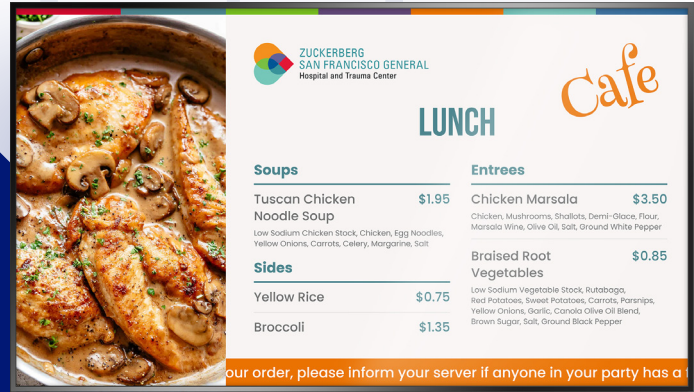 ZUCKERBERG
SAN FRANCISCO GENERAL
Hospital and Trauma Center
Cafe
LUNCH
Soups
Tuscan Chicken $1.95
Noodle Soup
Low Sodium Chicken Stock, Chicken, Egg Noodles,
Yellow Onions, Carrots, Celery, Margarine, Salt
Sides
Yellow Rice $0.75
Broccoli $1.35
Entrees
Chicken Marsala $3.50
Chicken, Mushrooms, Shallots, Demi-Glace, Flour,
Marsala Wine, Olive Oil, Salt, Ground White Pepper
Braised Root $0.85
Vegetables
Low Sodium Vegetable Stock, Rutabaga,
Red Potatoes, Sweet Potatoes, Carrots, Parsnips,
Yellow Onions, Garlic, Canola Olive Oil Blend,
Brown Sugar, Salt, Ground Black Pepper
our order, please inform your server if anyone in your party has a